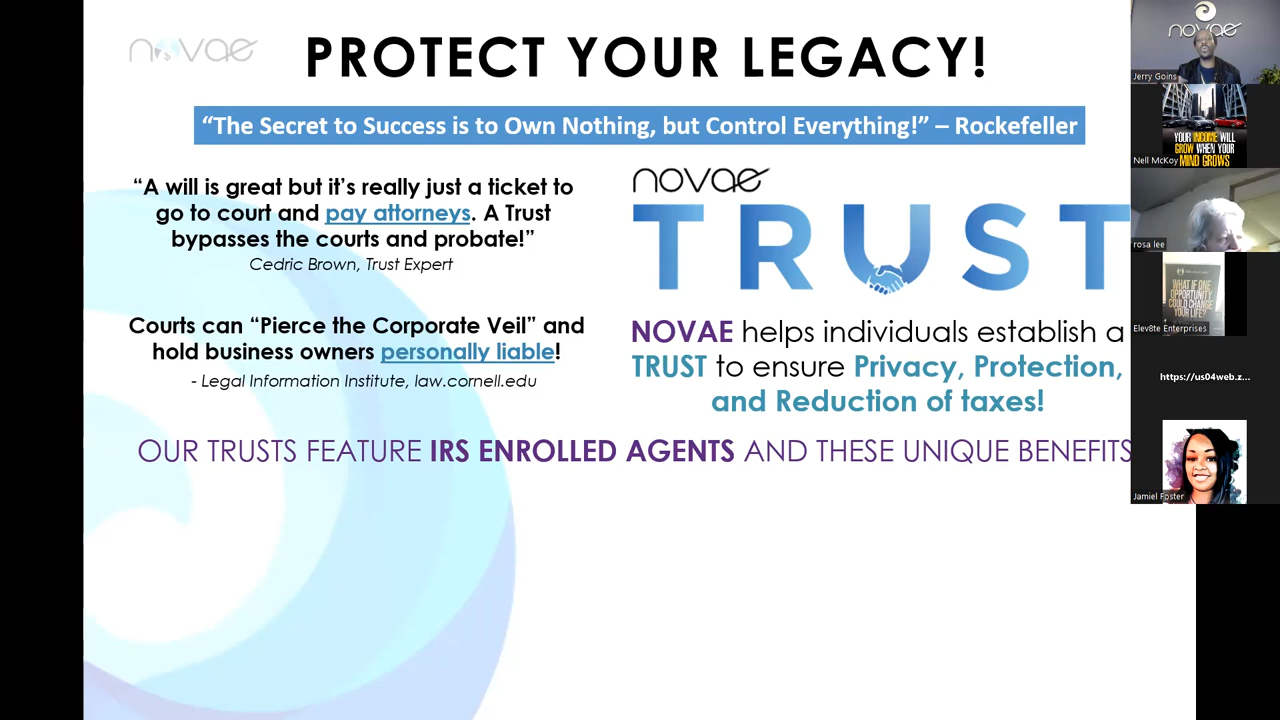 novae
PROTECT YOUR LEGACY!
“The Secret to Success is to Own Nothing, but Control Everything!” – Rockefeller
“A will is great but it’s really just a ticket to
go to court and pay attorneys. A Trust
bypasses the courts and probate!”
Cedric Brown, Trust Expert
Courts can “Pierce the Corporate Veil” and
hold business owners personally liable!
- Legal Information Institute, law.cornell.edu
novae
TRUST
NOVAE helps individuals establish a
TRUST to ensure Privacy, Protection,
and Reduction of taxes!
OUR TRUSTS FEATURE IRS ENROLLED AGENTS AND THESE UNIQUE BENEFITS
novae
Jerry Goins
YOUR INCOME WILL
GROW WHEN YOUR
MIND GROWS
Nell McKoy
rosa lee
WHAT IF ONE
OPPORTUNITY
COULD CHANGE
YOUR LIFE?
Elev8te Enterprises
https://us04web.z...
Jamiel Foster